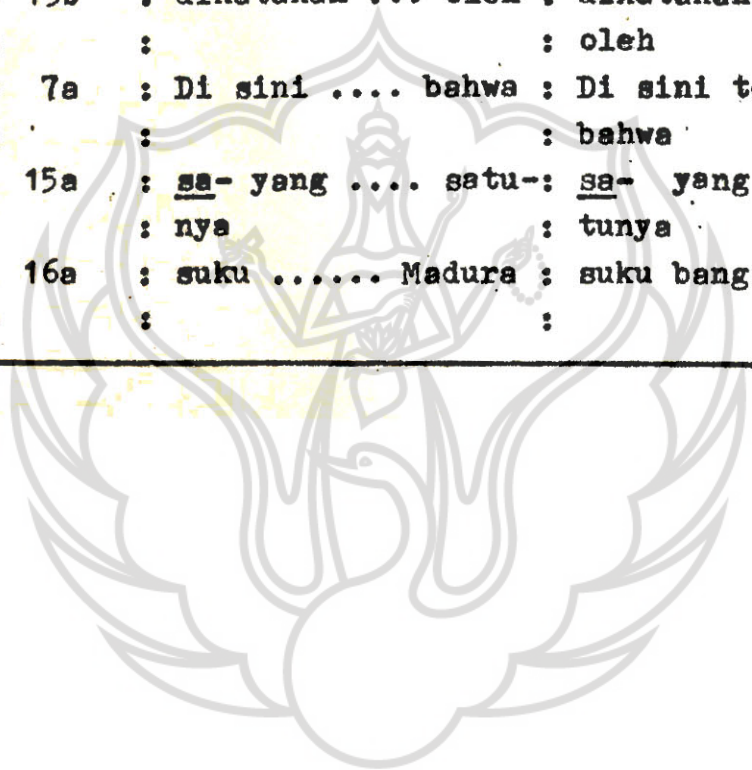 : : oleh
7a : Di sini .... bahwa : Di sini
: : bahwa
15a : sa- yang .... satu-: sa- yang
: nya : tunya
16a : suku ...... Madura : suku bang
: :